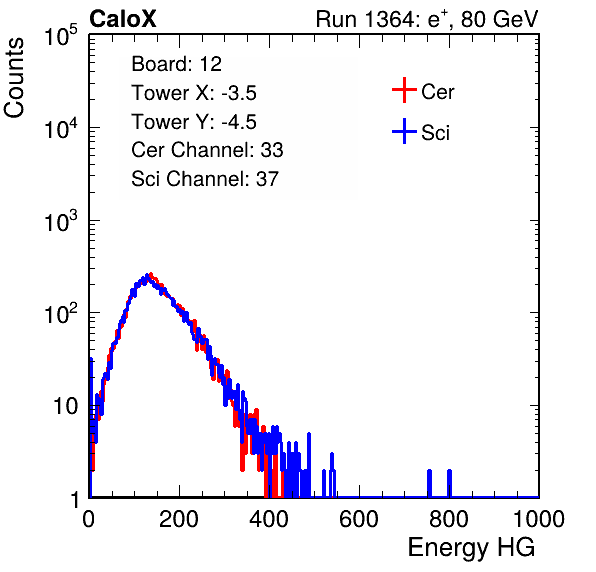 CaloX Run 1364: e⁺, 80 GeV
Counts
10⁵
10⁴
10³
10²
10
1
Board: 12
Tower X: -3.5
Tower Y: -4.5
Cer Channel: 33
Sci Channel: 37
Cer
Sci
0 200 400 600 800 1000
Energy HG